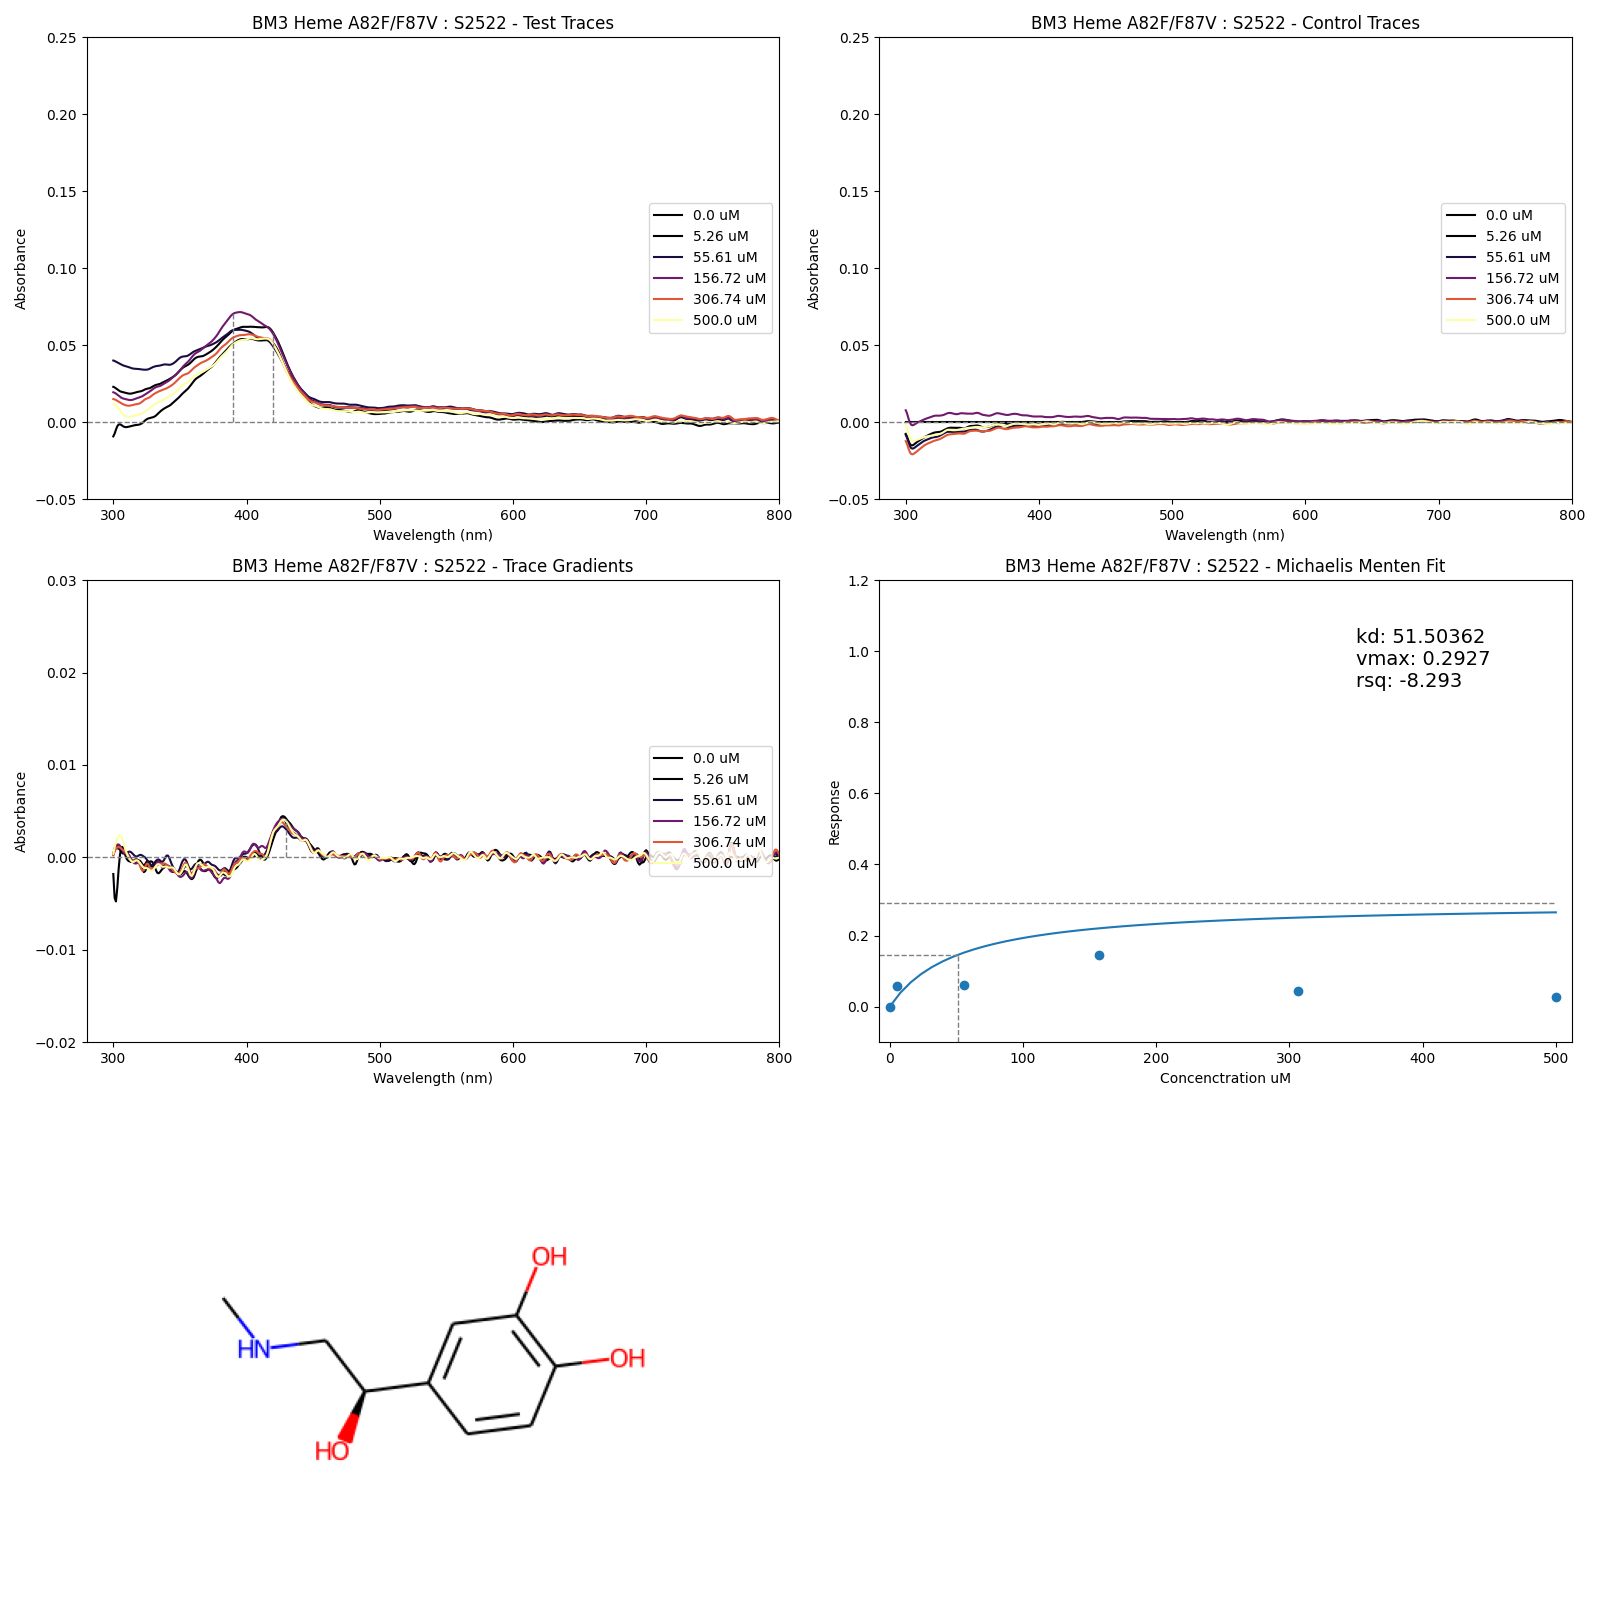 BM3 Heme A82F/F87V : S2522 - Test Traces
0.25
0.20
0.15
0.10
0.05
0.00
−0.05
Absorbance
300 400 500 600 700 800
Wavelength (nm)
0.0 uM
5.26 uM
55.61 uM
156.72 uM
306.74 uM
500.0 uM
BM3 Heme A82F/F87V : S2522 - Control Traces
0.25
0.20
0.15
0.10
0.05
0.00
−0.05
Absorbance
300 400 500 600 700 800
Wavelength (nm)
0.0 uM
5.26 uM
55.61 uM
156.72 uM
306.74 uM
500.0 uM
BM3 Heme A82F/F87V : S2522 - Trace Gradients
0.03
0.02
0.01
0.00
−0.01
−0.02
Absorbance
300 400 500 600 700 800
Wavelength (nm)
0.0 uM
5.26 uM
55.61 uM
156.72 uM
306.74 uM
500.0 uM
BM3 Heme A82F/F87V : S2522 - Michaelis Menten Fit
1.2
1.0
0.8
0.6
0.4
0.2
0.0
Response
0 100 200 300 400 500
Concenctration uM
kd: 51.50362
vmax: 0.2927
rsq: -8.293
OH
HN
OH
HO